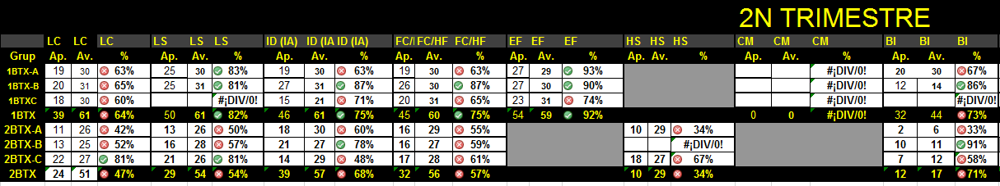 2N TRIMESTRE
LC LC LC LS LS LS ID (IA) ID (IA ID (IA) FC/I FC/HF FC/HF EF EF EF HS HS HS CM CM CM BI BI BI
Grup Ap. Av. % Ap. Av. % Ap. Av. % Ap. Av. % Ap. Av. % Ap. Av. % Ap. Av. % Ap. Av. %
1BTX-A 19 30 63% 25 30 83% 19 30 63% 19 30 63% 27 29 93% #¡DIV/0! 20 30 67%
1BTX-B 20 31 65% 25 31 81% 27 31 87% 26 30 87% 27 30 90% #¡DIV/0! 12 14 86%
1BTXC 18 30 60% #¡DIV/0! 15 21 71% 20 31 65% 23 31 74% #¡DIV/0! #¡DIV/0!
1BTX 39 61 64% 50 61 82% 46 61 75% 45 60 75% 54 59 92% 0 0 #¡DIV/0! 32 44 73%
2BTX-A 11 26 42% 13 26 50% 18 30 60% 16 29 55% 10 29 34% 2 6 33%
2BTX-B 13 25 52% 16 28 57% 21 27 78% 16 27 59% #¡DIV/0! 10 11 91%
2BTX-C 22 27 81% 21 26 81% 14 29 48% 17 28 61% 18 27 67% 7 12 58%
2BTX 24 51 47% 29 54 54% 39 57 68% 32 56 57% 10 29 34% 12 17 71%